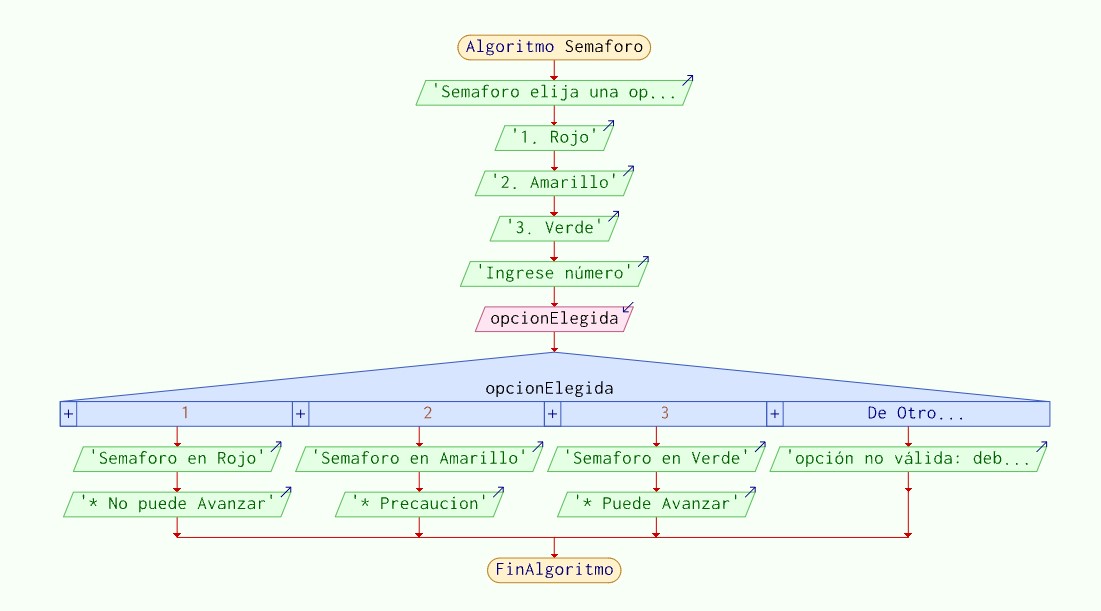 Algoritmo Semaforo
'Semaforo elija una op...
'1. Rojo'
'2. Amarillo'
'3. Verde'
'Ingrese número'
opcionElegida
opcionElegida
+ 1 + 2 + 3 + De Otro...
'Semaforo en Rojo' 'Semaforo en Amarillo' 'Semaforo en Verde' 'opción no válida: deb...
'* No puede Avanzar' '* Precaucion' '* Puede Avanzar'
FinAlgoritmo